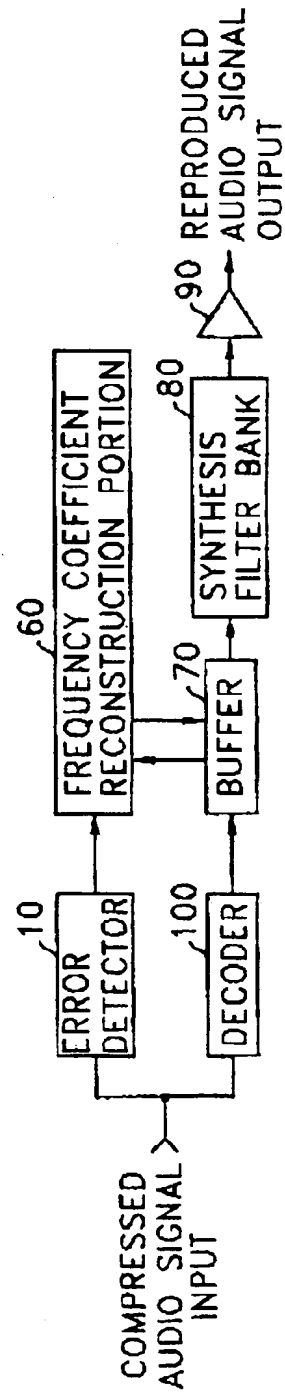 COMPRESSED
AUDIO SIGNAL
INPUT
10
ERROR
DETECTOR
100
DECODER
60
FREQUENCY COEFFICIENT
RECONSTRUCTION PORTION
70
BUFFER
80
SYNTHESIS
FILTER BANK
90
REPRODUCED
AUDIO SIGNAL
OUTPUT